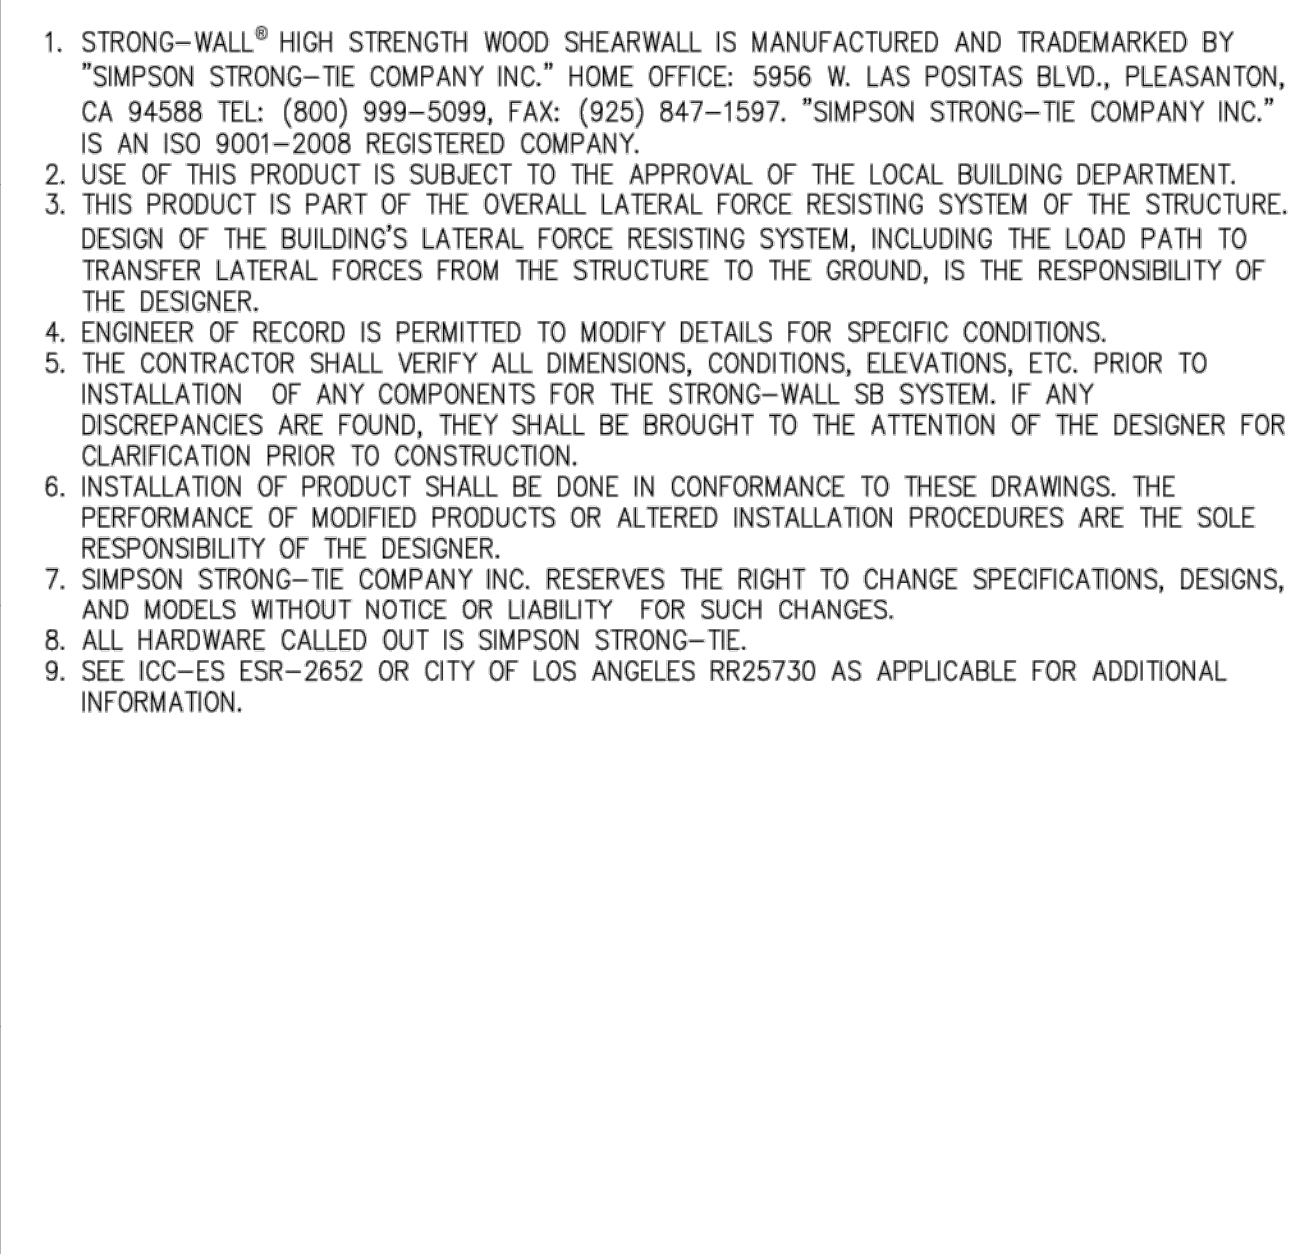 1. STRONG-WALL® HIGH STRENGTH WOOD SHEARWALL IS MANUFACTURED AND TRADEMARKED BY
"SIMPSON STRONG-TIE COMPANY INC." HOME OFFICE: 5956 W. LAS POSITAS BLVD., PLEASANTON,
CA 94588 TEL: (800) 999-5099, FAX: (925) 847-1597. "SIMPSON STRONG-TIE COMPANY INC."
IS AN ISO 9001-2008 REGISTERED COMPANY.
2. USE OF THIS PRODUCT IS SUBJECT TO THE APPROVAL OF THE LOCAL BUILDING DEPARTMENT.
3. THIS PRODUCT IS PART OF THE OVERALL LATERAL FORCE RESISTING SYSTEM OF THE STRUCTURE.
DESIGN OF THE BUILDING'S LATERAL FORCE RESISTING SYSTEM, INCLUDING THE LOAD PATH TO
TRANSFER LATERAL FORCES FROM THE STRUCTURE TO THE GROUND, IS THE RESPONSIBILITY OF
THE DESIGNER.
4. ENGINEER OF RECORD IS PERMITTED TO MODIFY DETAILS FOR SPECIFIC CONDITIONS.
5. THE CONTRACTOR SHALL VERIFY ALL DIMENSIONS, CONDITIONS, ELEVATIONS, ETC. PRIOR TO
INSTALLATION OF ANY COMPONENTS FOR THE STRONG-WALL SB SYSTEM. IF ANY
DISCREPANCIES ARE FOUND, THEY SHALL BE BROUGHT TO THE ATTENTION OF THE DESIGNER FOR
CLARIFICATION PRIOR TO CONSTRUCTION.
6. INSTALLATION OF PRODUCT SHALL BE DONE IN CONFORMANCE TO THESE DRAWINGS. THE
PERFORMANCE OF MODIFIED PRODUCTS OR ALTERED INSTALLATION PROCEDURES ARE THE SOLE
RESPONSIBILITY OF THE DESIGNER.
7. SIMPSON STRONG-TIE COMPANY INC. RESERVES THE RIGHT TO CHANGE SPECIFICATIONS, DESIGNS,
AND MODELS WITHOUT NOTICE OR LIABILITY FOR SUCH CHANGES.
8. ALL HARDWARE CALLED OUT IS SIMPSON STRONG-TIE.
9. SEE ICC-ES ESR-2652 OR CITY OF LOS ANGELES RR25730 AS APPLICABLE FOR ADDITIONAL
INFORMATION.